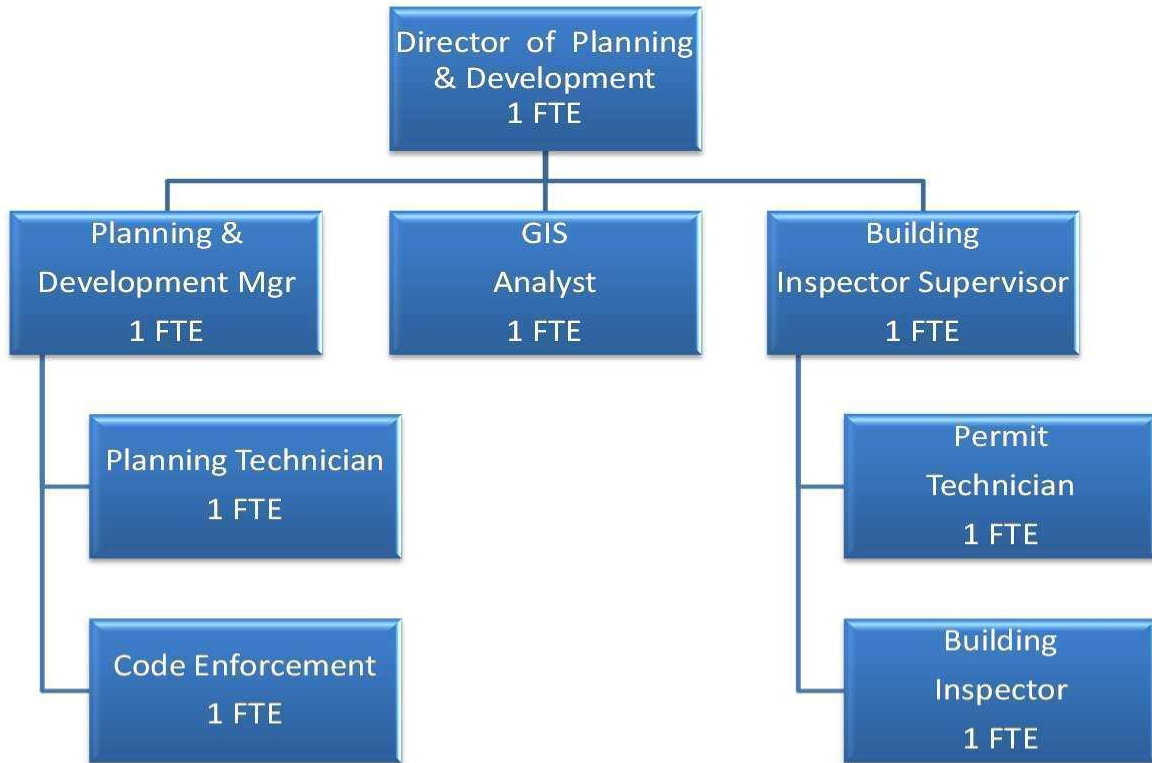 Director of Planning
& Development
1 FTE
Planning &
Development Mgr
1 FTE
GIS
Analyst
1 FTE
Building
Inspector Supervisor
1 FTE
Planning Technician
1 FTE
Permit
Technician
1 FTE
Code Enforcement
1 FTE
Building
Inspector
1 FTE